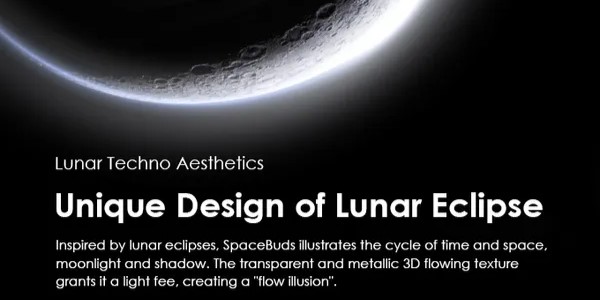 Lunar Techno Aesthetics
Unique Design of Lunar Eclipse
Inspired by lunar eclipses, SpaceBuds illustrates the cycle of time and space,
moonlight and shadow. The transparent and metallic 3D flowing texture
grants it a light fee, creating a "flow illusion".